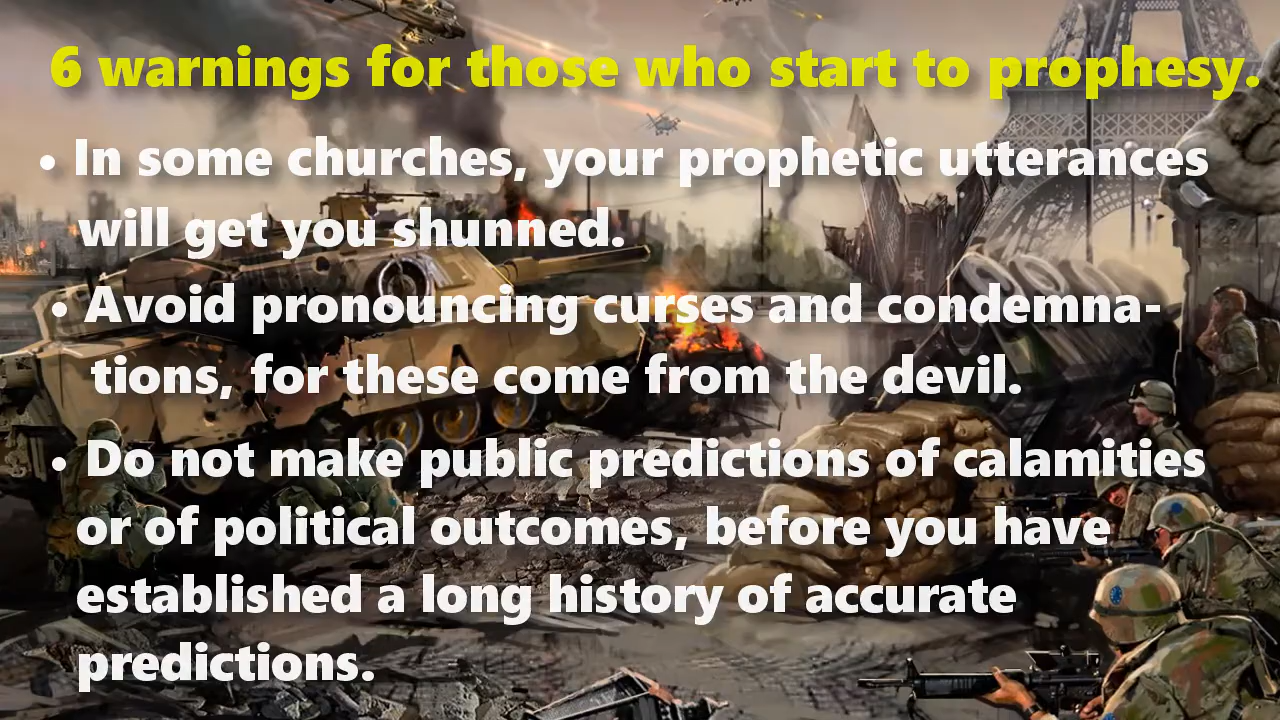 6 warnings for those who start to prophesy.
• In some churches, your prophetic utterances
will get you shunned.
• Avoid pronouncing curses and condemna-
tions, for these come from the devil.
• Do not make public predictions of calamities
or of political outcomes, before you have
established a long history of accurate
predictions.